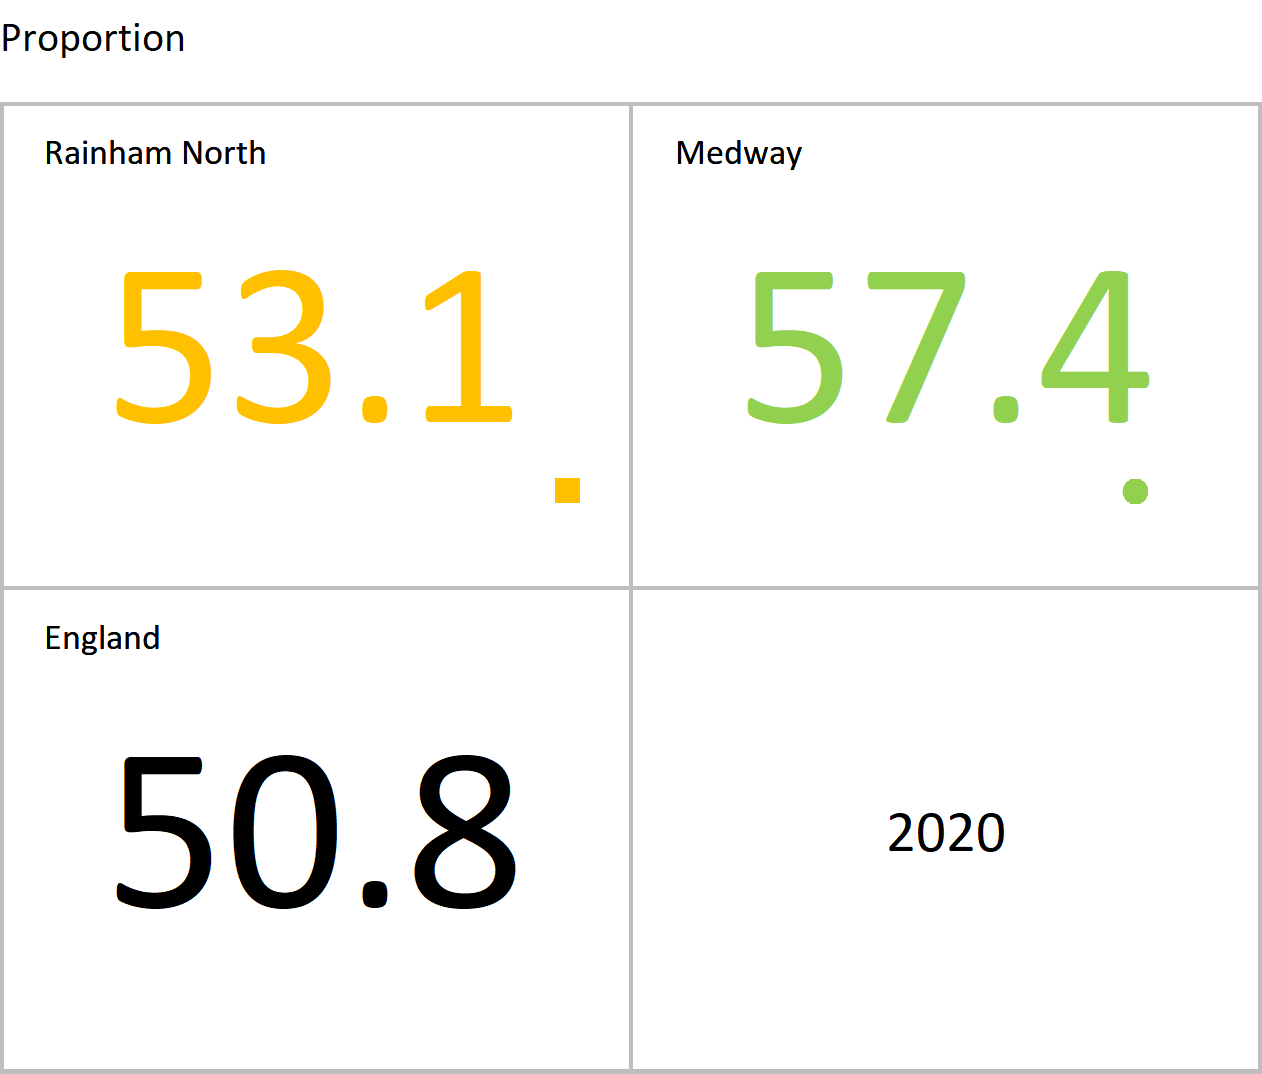 Proportion
Rainham North
53.1
Medway
57.4
England
50.8
2020